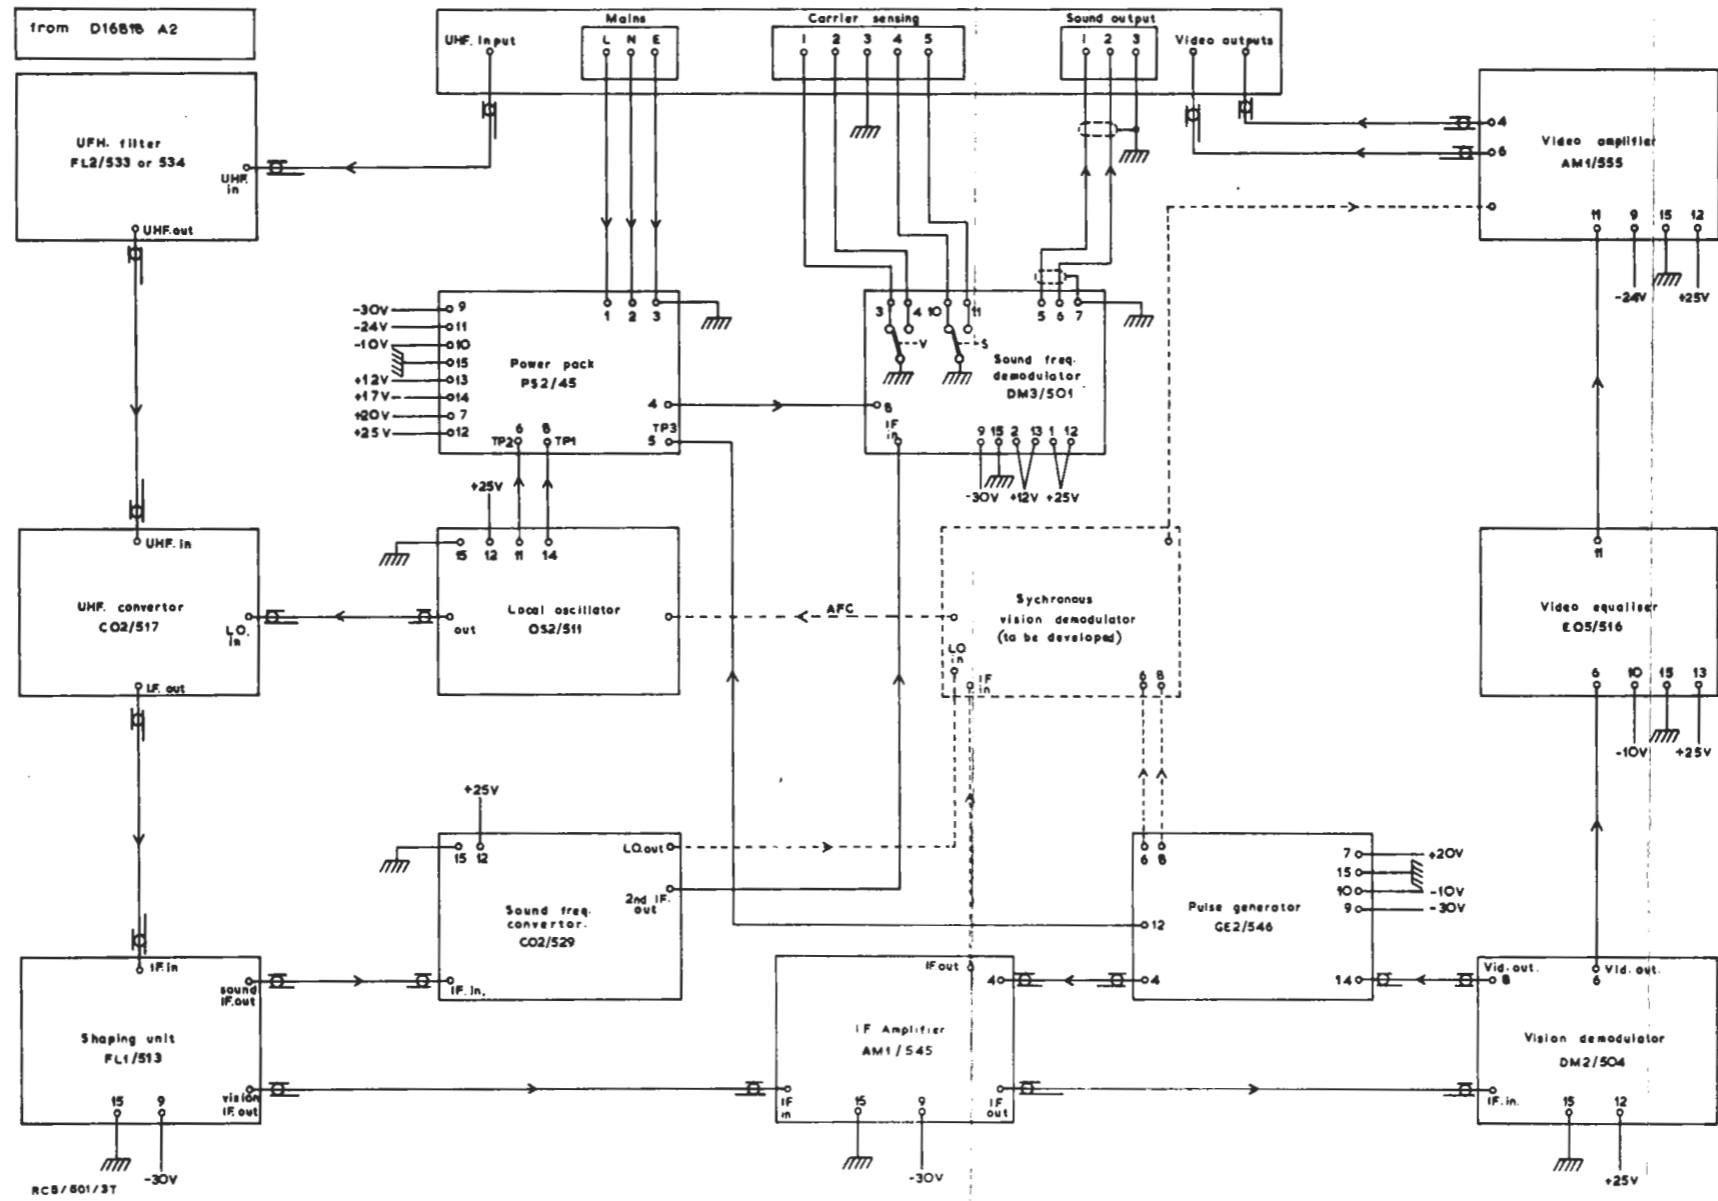 from D16818 A2
UHF. input
Mains
L N E
Carrier sensing
1 2 3 4 5
Sound output
1 2 3
Video outputs
UFH. filter
FL2/533 or 534
UHF. in
UHF.out
Video amplifier
AM1/555
4
6
11 9 15 12
-24V +25V
-30V 9
-24V 11
-10V 10
15
+12V 13
+17V 14
+20V 7
+25V 12
1 2 3
Power pack
PS2/45
4
TP3
5
6 8
TP2 TP1
3 4 10 11 5 6 7
V S
Sound freq.
demodulator
DM3/501
8
IF
in
9 15 2 13 1 12
-30V +12V +25V
UHF. in
UHF. convertor
CO2/517
L.O.
in
I.F. out
+25V
15 12 11 14
Local oscillator
OS2/511
out
AFC
Sychronous
vision demodulator
(to be developed)
LO
in
IF
in
6 8
11
Video equaliser
EO5/516
6 10 15 13
-10V +25V
+25V
15 12
LO.out
2nd IF.
out
Sound freq.
convertor.
CO2/529
IF. in.
6 8
7 +20V
15
10 -10V
9 -30V
Pulse generator
GE2/546
12
4
14
IF.in
sound
IF.out
Shaping unit
FL1/513
vision
IF.out
15 9
-30V
IF.out
4
IF Amplifier
AM1/545
IF
in
IF
out
15 9
-30V
Vid.out.
8
Vid. out.
6
Vision demodulator
DM2/504
IF.in.
15 12
+25V
RC5/501/3T